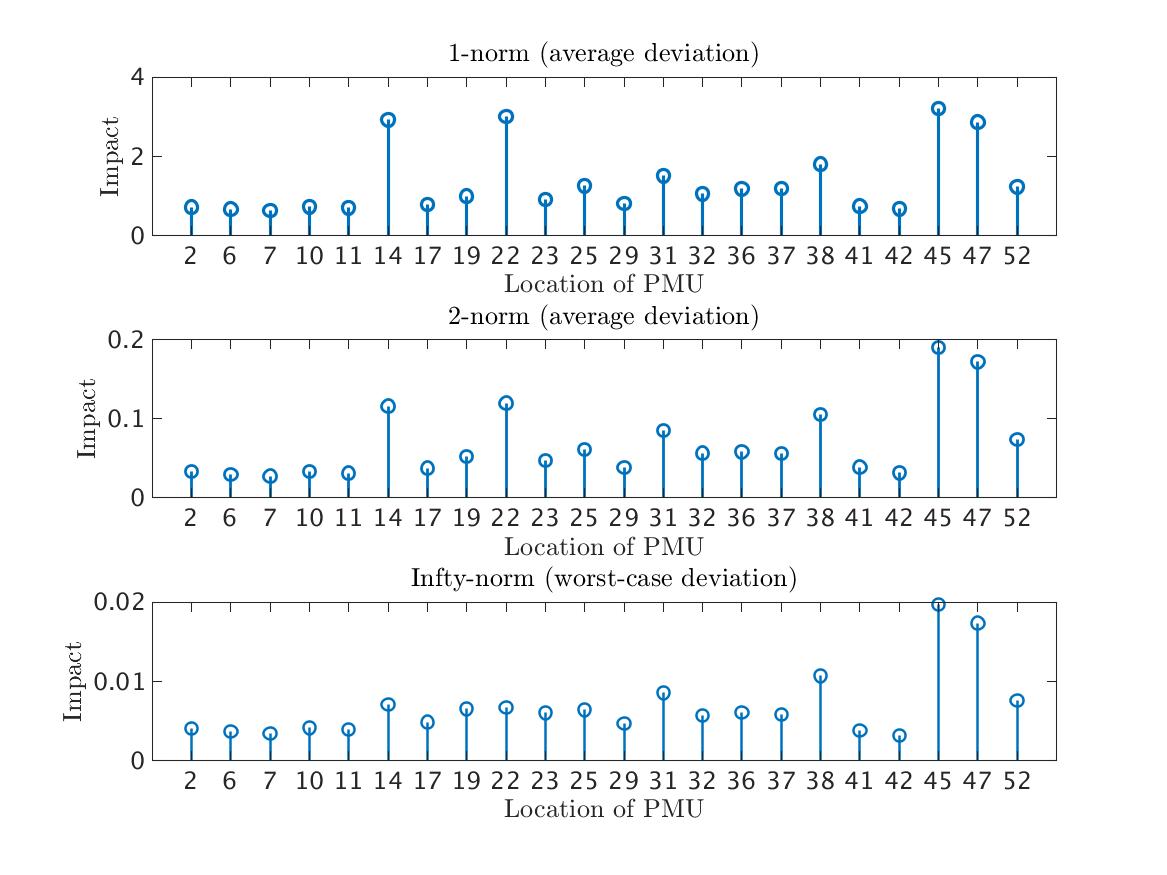 1-norm (average deviation)
4
2
0
Impact
2 6 7 10 11 14 17 19 22 23 25 29 31 32 36 37 38 41 42 45 47 52
Location of PMU
2-norm (average deviation)
0.2
0.1
0
Impact
2 6 7 10 11 14 17 19 22 23 25 29 31 32 36 37 38 41 42 45 47 52
Location of PMU
Infty-norm (worst-case deviation)
0.02
0.01
0
Impact
2 6 7 10 11 14 17 19 22 23 25 29 31 32 36 37 38 41 42 45 47 52
Location of PMU